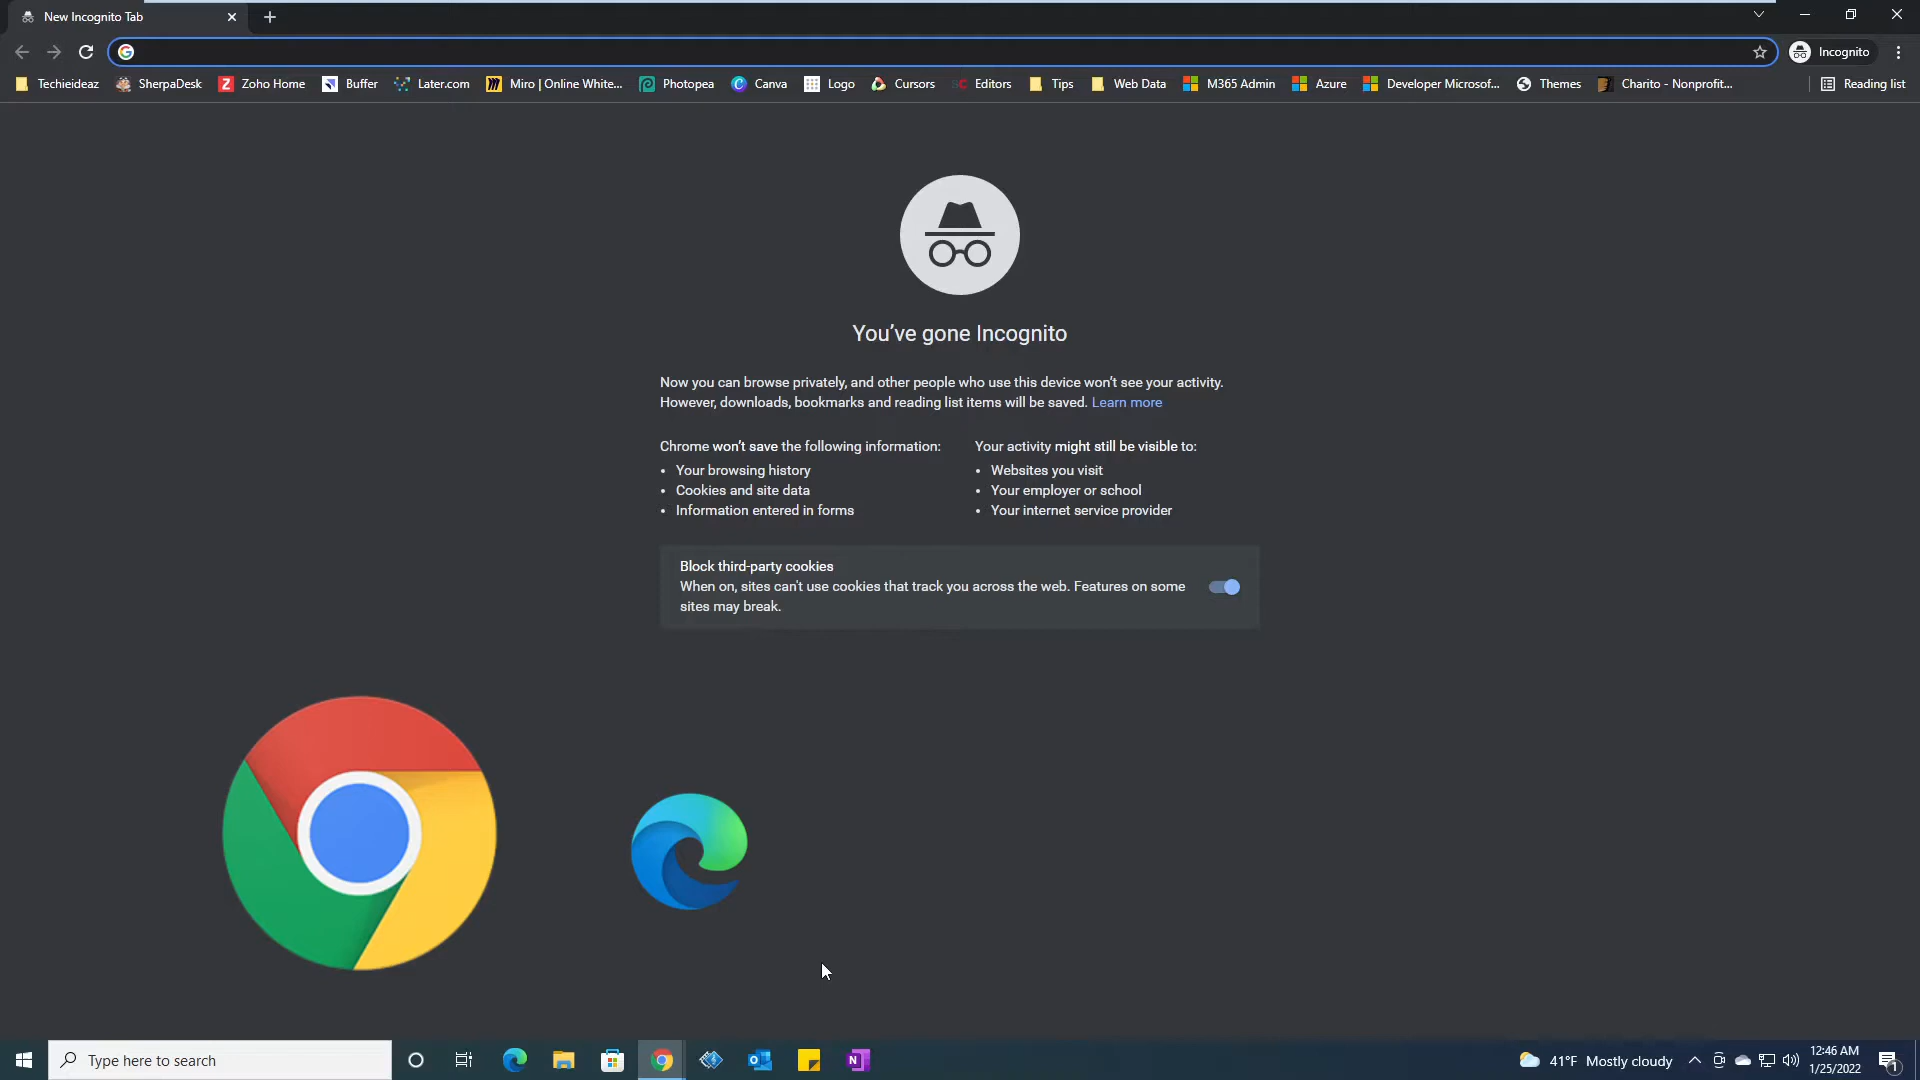 New Incognito Tab
Incognito
Techieideaz SherpaDesk Zoho Home Buffer Later.com Miro | Online White... Photopea Canva Logo Cursors Editors Tips Web Data M365 Admin Azure Developer Microsof... Themes Charito - Nonprofit... Reading list
You’ve gone Incognito
Now you can browse privately, and other people who use this device won’t see your activity.
However, downloads, bookmarks and reading list items will be saved. Learn more
Chrome won’t save the following information:
• Your browsing history
• Cookies and site data
• Information entered in forms
Your activity might still be visible to:
• Websites you visit
• Your employer or school
• Your internet service provider
Block third-party cookies
When on, sites can't use cookies that track you across the web. Features on some
sites may break.
Type here to search
41°F Mostly cloudy
12:46 AM
1/25/2022
1